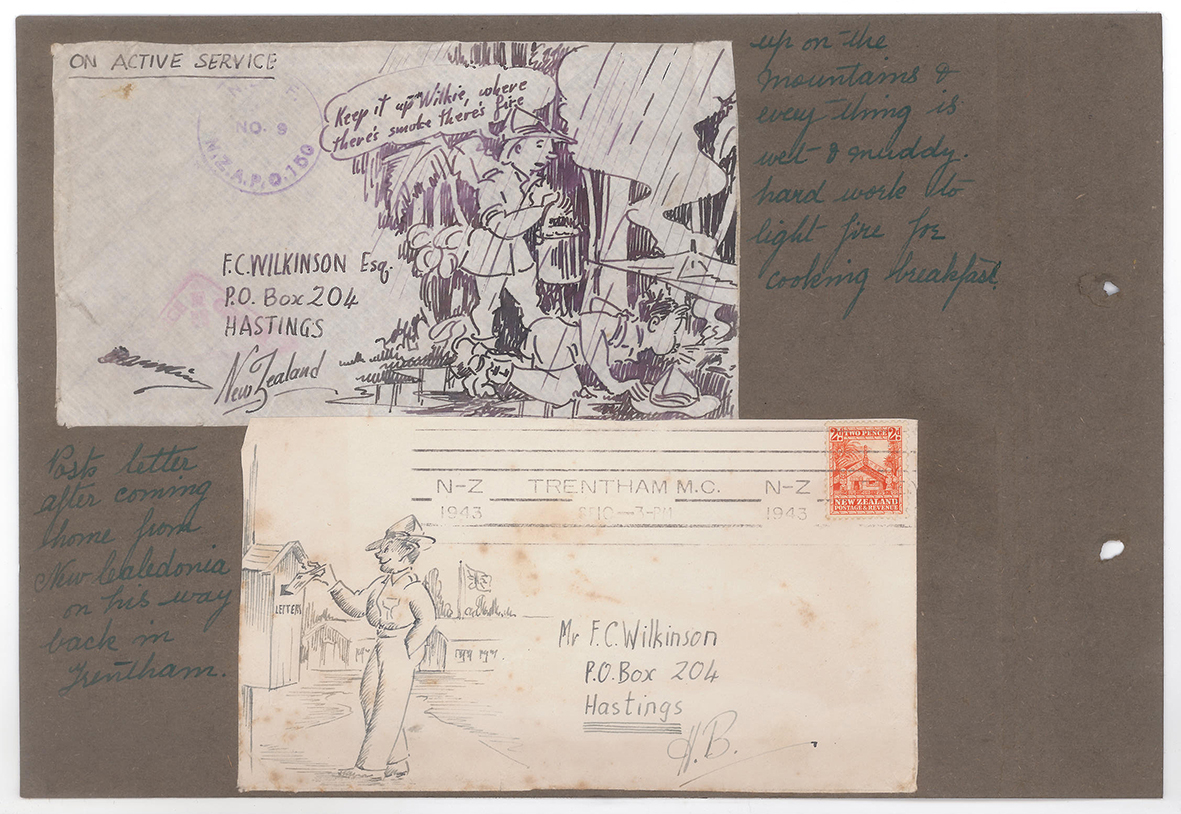 ON ACTIVE SERVICE
NO. 9
N.Z.A.P.O. 150
Keep it up Wilkie, where
there's smoke there's fire
F.C. WILKINSON Esq.
P.O. Box 204
HASTINGS
New Zealand
up on the
mountains &
every thing is
wet & muddy.
hard work to
light fire for
cooking breakfast
Posts letter
after coming
home from
New Caledonia
on his way
back in
Trentham.
N-Z TRENTHAM M.C. N-Z
1943 3-PM 1943
2d TWO PENCE 2d
NEW ZEALAND
POSTAGE & REVENUE
LETTERS
Mr F.C. Wilkinson
P.O. Box 204
Hastings
H.B.